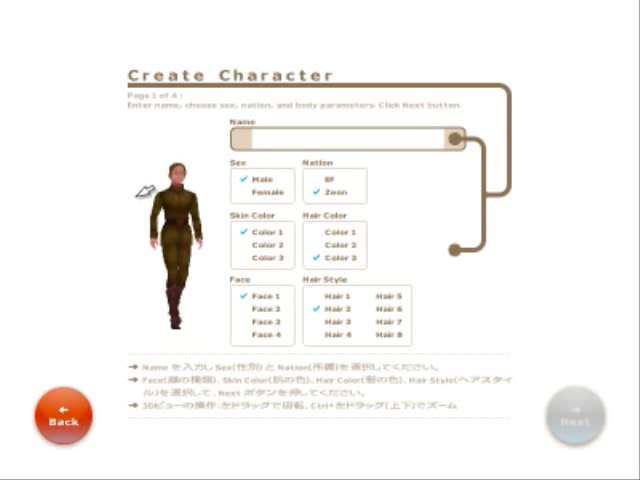 Create Character
Page 1 of 4 :
Enter name, choose sex, nation, and body parameters. Click Next button.
Name
Sex
Nation
Male
Female
EF
Zeon
Skin Color
Hair Color
Color 1
Color 2
Color 3
Color 1
Color 2
Color 3
Face
Hair Style
Face 1
Face 2
Face 3
Face 4
Hair 1 Hair 5
Hair 2 Hair 6
Hair 3 Hair 7
Hair 4 Hair 8
Name を入力し Sex(性別) と Nation(所属)を選択してください。
Face(顔の種類), Skin Color(肌の色), Hair Color(髪の色), Hair Style(ヘアスタイ
ル)を選択して、Next ボタンを押してください。
3Dビューの操作:左ドラッグで回転, Ctrl+左ドラッグ(上下)でズーム
Back
Next